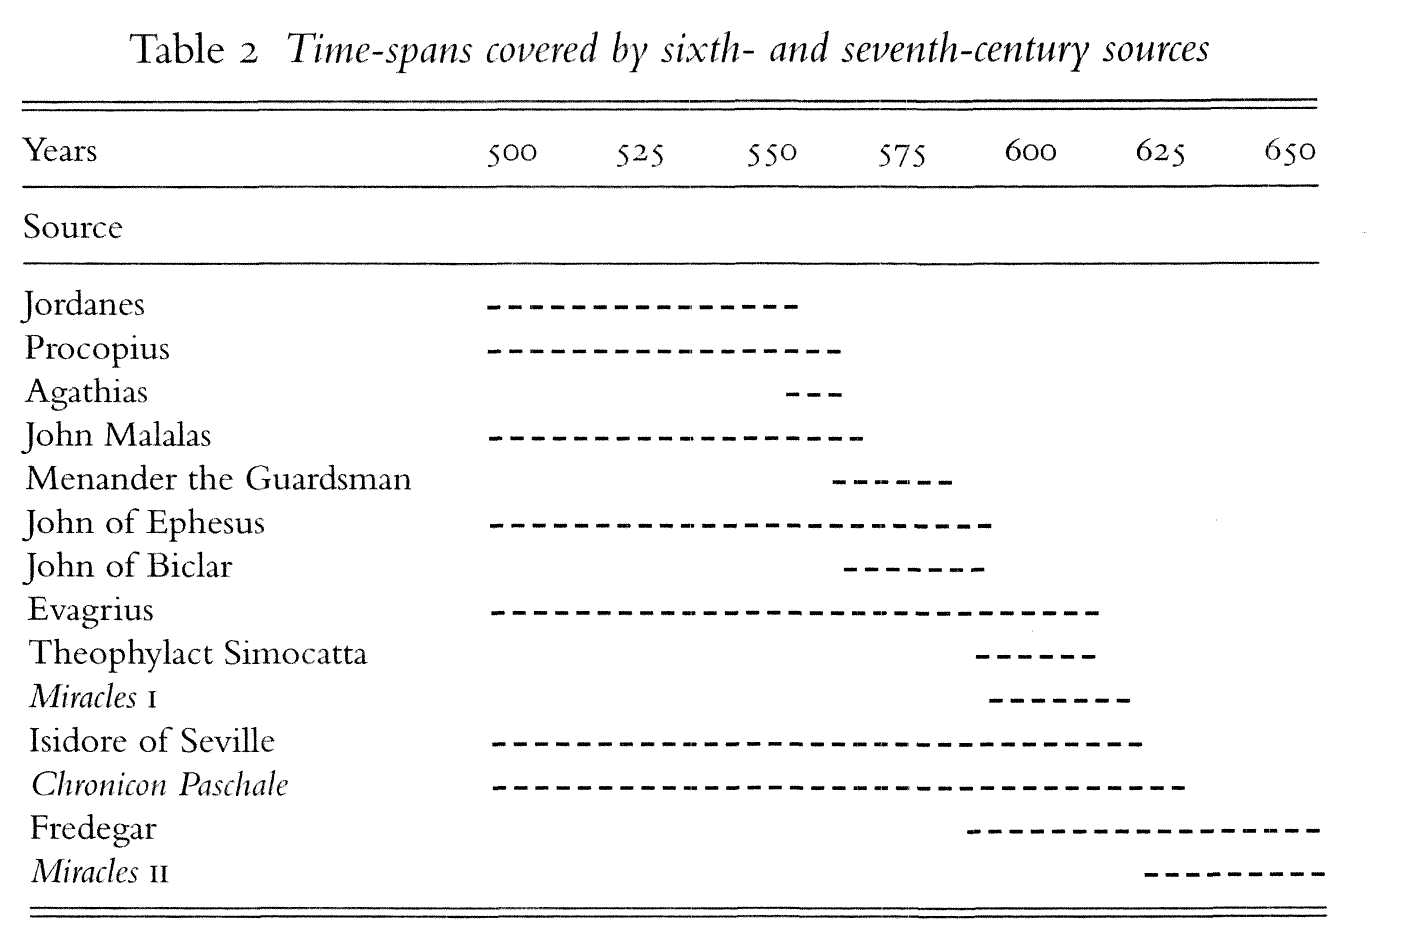 Table 2 Time-spans covered by sixth- and seventh-century sources
Years 500 525 550 575 600 625 650
Source
Jordanes
Procopius
Agathias
John Malalas
Menander the Guardsman
John of Ephesus
John of Biclar
Evagrius
Theophylact Simocatta
Miracles I
Isidore of Seville
Chronicon Paschale
Fredegar
Miracles II